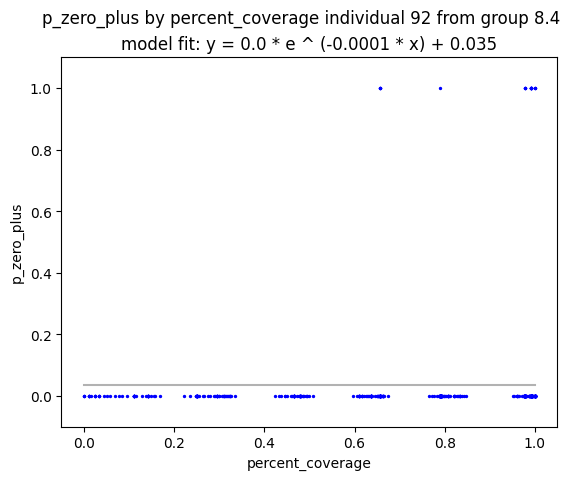 p_zero_plus by percent_coverage individual 92 from group 8.4
model fit: y = 0.0 * e ^ (-0.0001 * x) + 0.035
1.0
0.8
0.6
0.4
0.2
0.0
p_zero_plus
0.0 0.2 0.4 0.6 0.8 1.0
percent_coverage